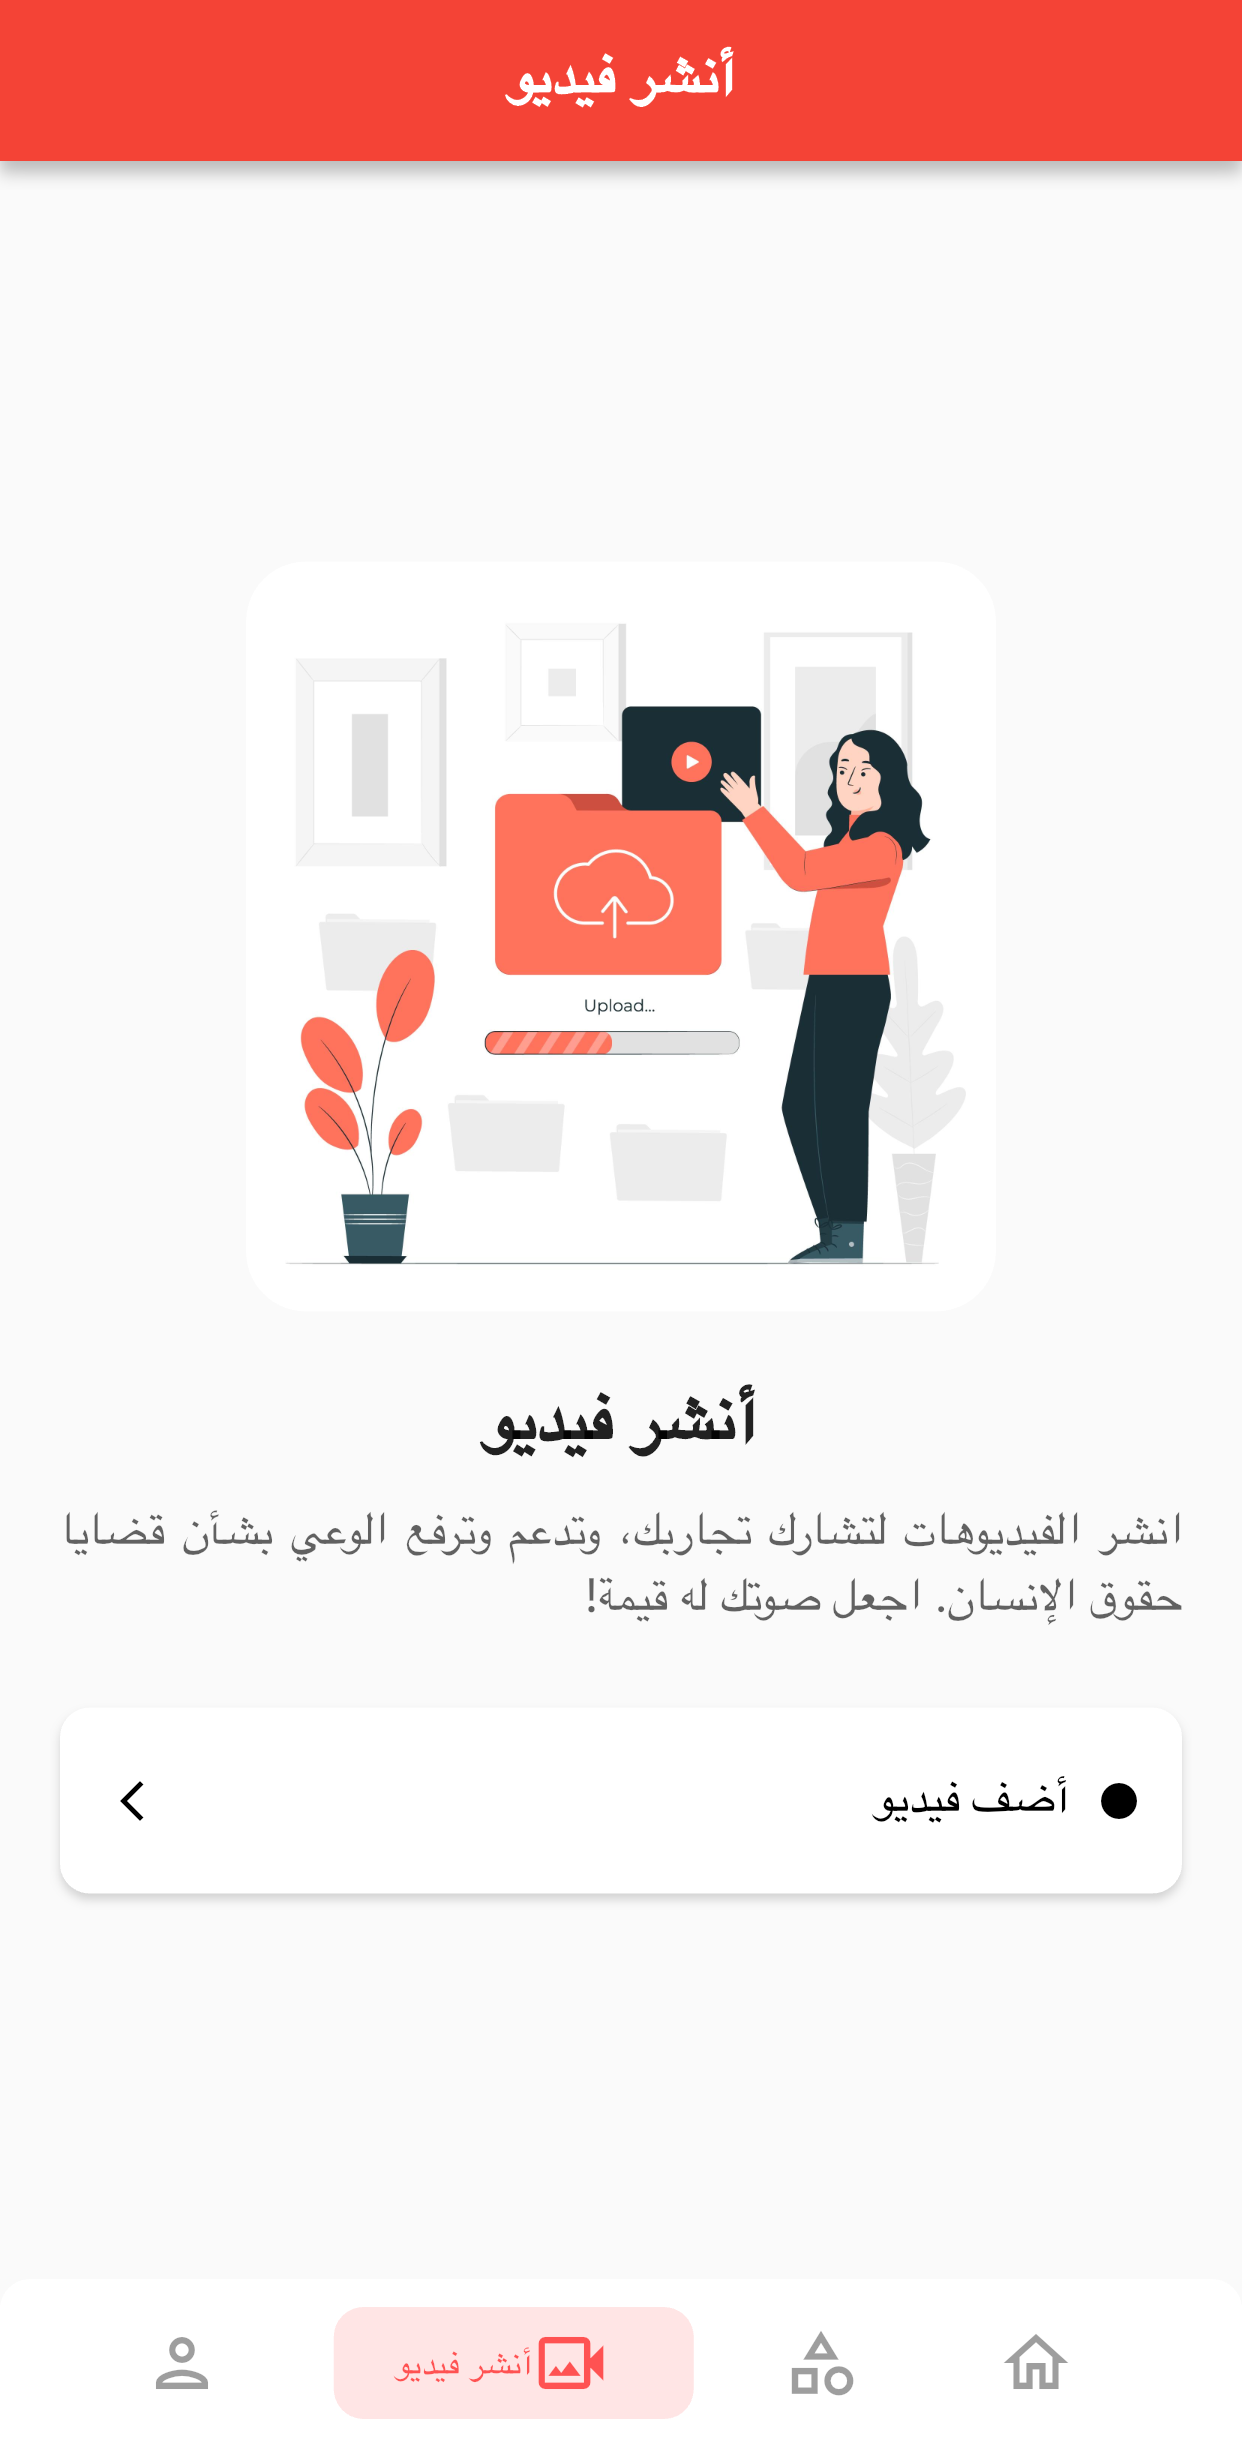 أنشر فيديو
Upload...
أنشر فيديو
انشر الفيديوهات لتشارك تجاربك، وتدعم وترفع الوعي بشأن قضايا
حقوق الإنسان. اجعل صوتك له قيمة!
أضف فيديو
أنشر فيديو